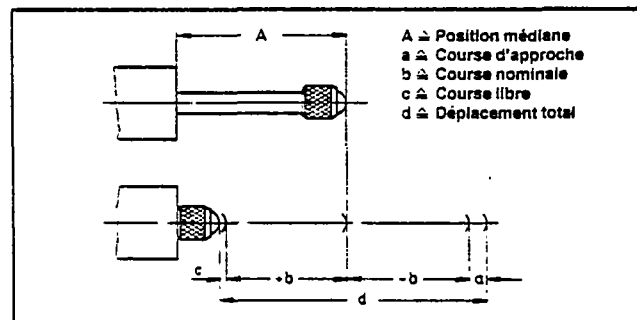 A
A ≙ Position médiane
a ≙ Course d'approche
b ≙ Course nominale
c ≙ Course libre
d ≙ Déplacement total
c +b -b a
d